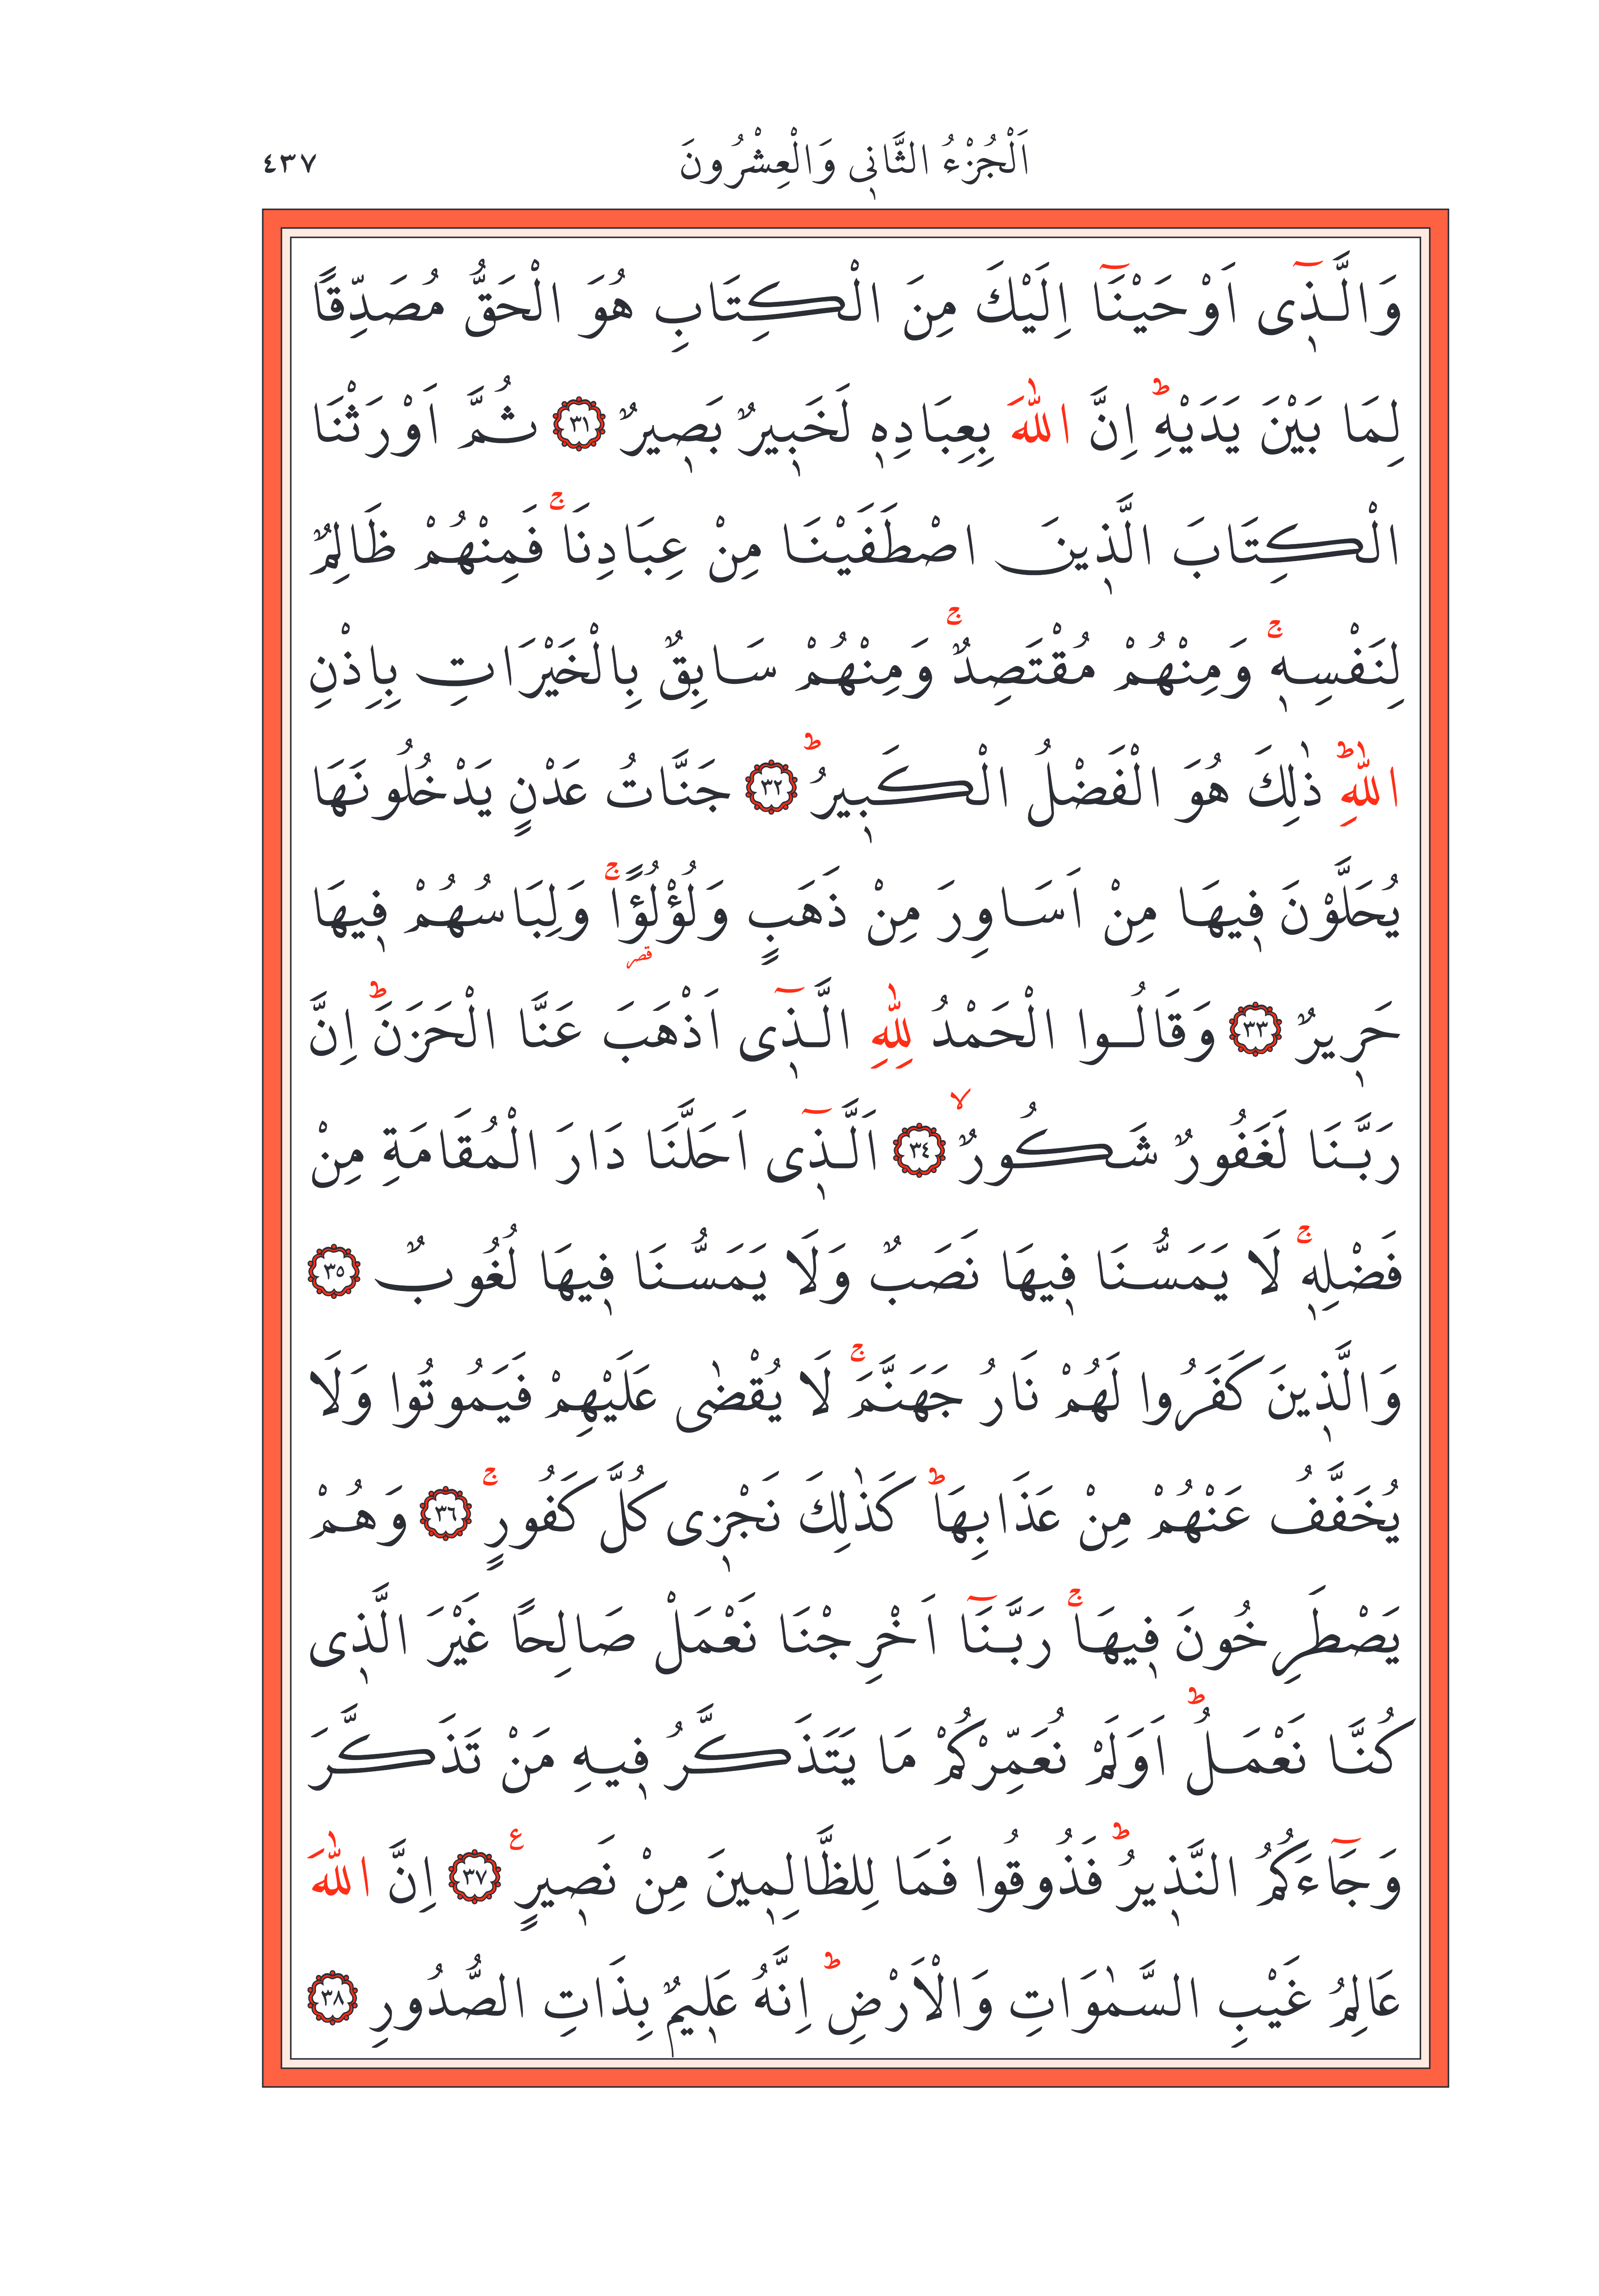 اَلْجُزْءُ الثَّانٖي وَالْعِشْرُونَ ٤٣٧
وَالَّذٖٓى اَوْحَيْنَٓا اِلَيْكَ مِنَ الْكِتَابِ هُوَ الْحَقُّ مُصَدِّقًا
لِمَا بَيْنَ يَدَيْهِؕ اِنَّ اللّٰهَ بِعِبَادِهٖ لَخَبٖيرٌ بَصٖيرٌ ﴿٣١﴾ ثُمَّ اَوْرَثْنَا
الْكِتَابَ الَّذٖينَ اصْطَفَيْنَا مِنْ عِبَادِنَاۚ فَمِنْهُمْ ظَالِمٌ
لِنَفْسِهٖۚ وَمِنْهُمْ مُقْتَصِدٌۚ وَمِنْهُمْ سَابِقٌ بِالْخَيْرَاتِ بِاِذْنِ
اللّٰهِؕ ذٰلِكَ هُوَ الْفَضْلُ الْكَبٖيرُؕ ﴿٣٢﴾ جَنَّاتُ عَدْنٍ يَدْخُلُونَهَا
يُحَلَّوْنَ فٖيهَا مِنْ اَسَاوِرَ مِنْ ذَهَبٍ وَلُؤْلُؤًاۚ وَلِبَاسُهُمْ فٖيهَا
قصر
حَرٖيرٌ ﴿٣٣﴾ وَقَالُوا الْحَمْدُ لِلّٰهِ الَّذٖٓى اَذْهَبَ عَنَّا الْحَزَنَؕ اِنَّ
رَبَّنَا لَغَفُورٌ شَكُورٌۙ ﴿٣٤﴾ اَلَّذٖٓى اَحَلَّنَا دَارَ الْمُقَامَةِ مِنْ
فَضْلِهٖۚ لَا يَمَسُّنَا فٖيهَا نَصَبٌ وَلَا يَمَسُّنَا فٖيهَا لُغُوبٌ ﴿٣٥﴾
وَالَّذٖينَ كَفَرُوا لَهُمْ نَارُ جَهَنَّمَۚ لَا يُقْضٰى عَلَيْهِمْ فَيَمُوتُوا وَلَا
يُخَفَّفُ عَنْهُمْ مِنْ عَذَابِهَاؕ كَذٰلِكَ نَجْزٖى كُلَّ كَفُورٍۚ ﴿٣٦﴾ وَهُمْ
يَصْطَرِخُونَ فٖيهَاۚ رَبَّنَٓا اَخْرِجْنَا نَعْمَلْ صَالِحًا غَيْرَ الَّذٖى
كُنَّا نَعْمَلُؕ اَوَلَمْ نُعَمِّرْكُمْ مَا يَتَذَكَّرُ فٖيهِ مَنْ تَذَكَّرَ
وَجَٓاءَكُمُ النَّذٖيرُؕ فَذُوقُوا فَمَا لِلظَّالِمٖينَ مِنْ نَصٖيرٍ ع ﴿٣٧﴾ اِنَّ اللّٰهَ
عَالِمُ غَيْبِ السَّمٰوَاتِ وَالْاَرْضِؕ اِنَّهُ عَلٖيمٌ بِذَاتِ الصُّدُورِ ﴿٣٨﴾